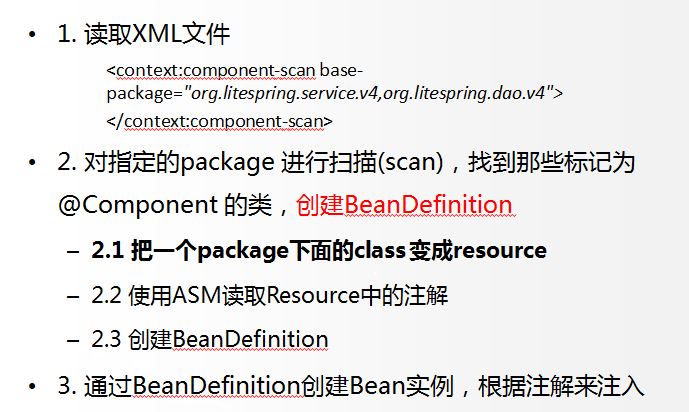 • 1. 读取XML文件
<context:component-scan base-
package="org.litespring.service.v4,org.litespring.dao.v4">
</context:component-scan>
• 2. 对指定的package 进行扫描(scan)，找到那些标记为
@Component 的类，创建BeanDefinition
– 2.1 把一个package下面的class变成resource
– 2.2 使用ASM读取Resource中的注解
– 2.3 创建BeanDefinition
• 3. 通过BeanDefinition创建Bean实例，根据注解来注入